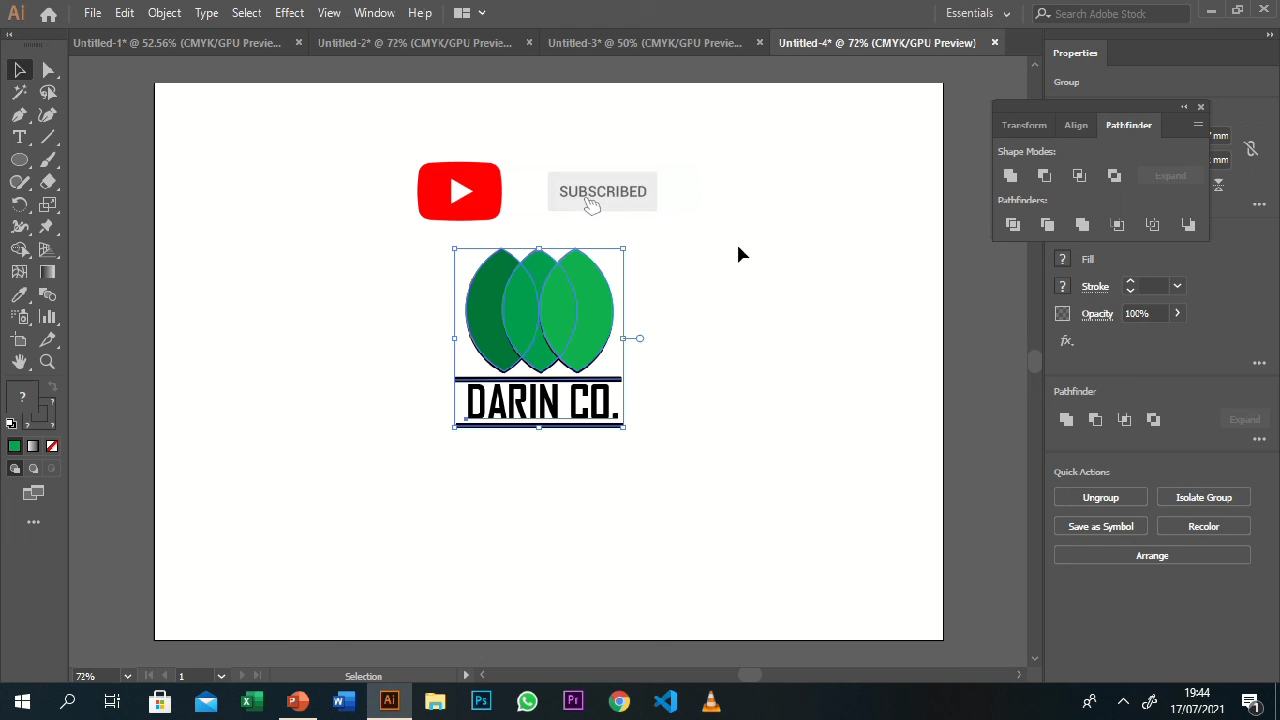 Ai File Edit Object Type Select Effect View Window Help Essentials Search Adobe Stock
Untitled-1* @ 52.56% (CMYK/GPU Previe... Untitled-2* @ 72% (CMYK/GPU Previe... Untitled-3* @ 50% (CMYK/GPU Previe... Untitled-4* @ 72% (CMYK/GPU Preview)
Properties
Group
Transform Align Pathfinder
mm
Shape Modes:
mm
Expand
Pathfinders:
SUBSCRIBED
? Fill
? Stroke
Opacity 100%
fx.
Pathfinder
Expand
DARIN CO.
Quick Actions
Ungroup Isolate Group
Save as Symbol Recolor
Arrange
72% 1 Selection
19:44
17/07/2021